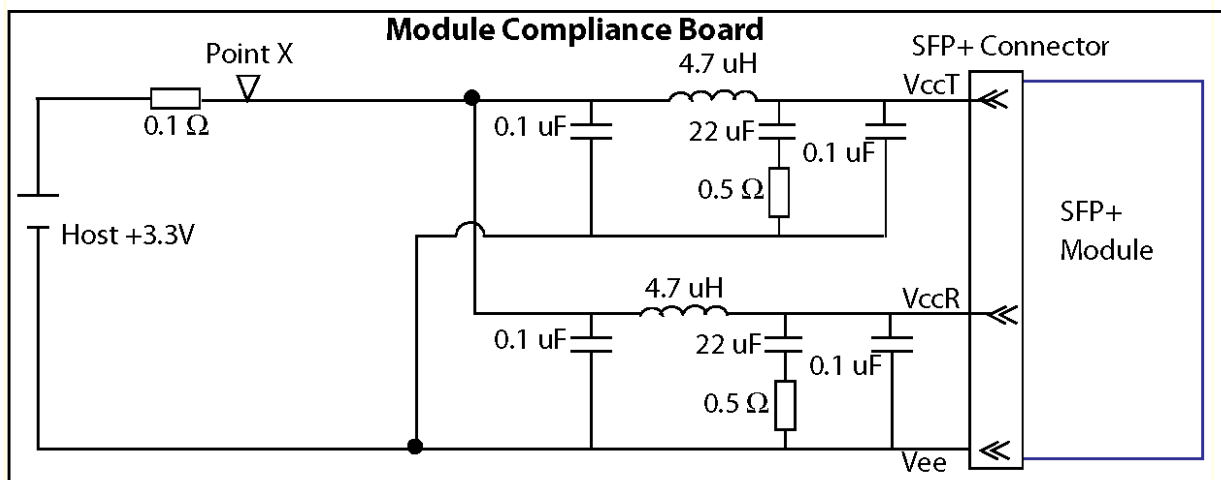 Module Compliance Board
Point X
SFP+ Connector
4.7 uH
VccT
0.1 Ω
0.1 uF
22 uF
0.1 uF
0.5 Ω
Host +3.3V
SFP+
Module
4.7 uH
VccR
0.1 uF
22 uF
0.1 uF
0.5 Ω
Vee